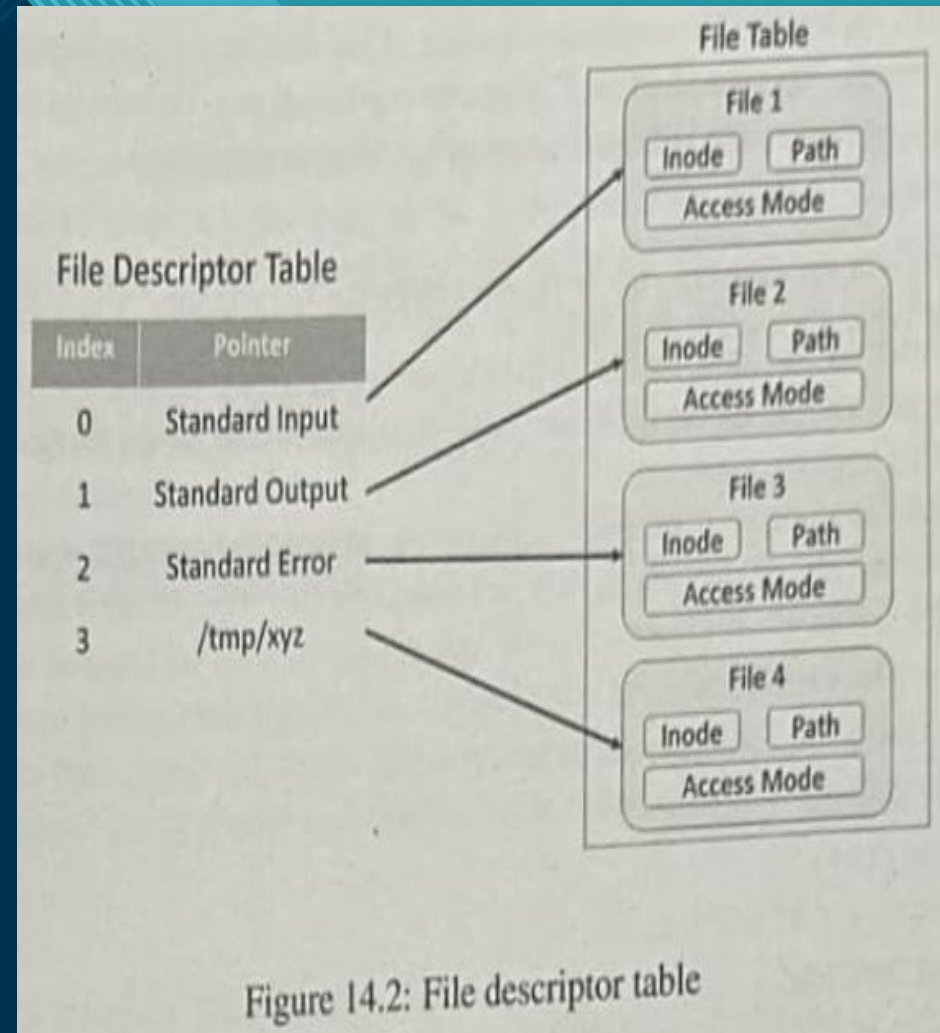 File Table
File 1
Inode Path
Access Mode
File Descriptor Table
Index Pointer
0 Standard Input
1 Standard Output
2 Standard Error
3 /tmp/xyz
File 2
Inode Path
Access Mode
File 3
Inode Path
Access Mode
File 4
Inode Path
Access Mode
Figure 14.2: File descriptor table